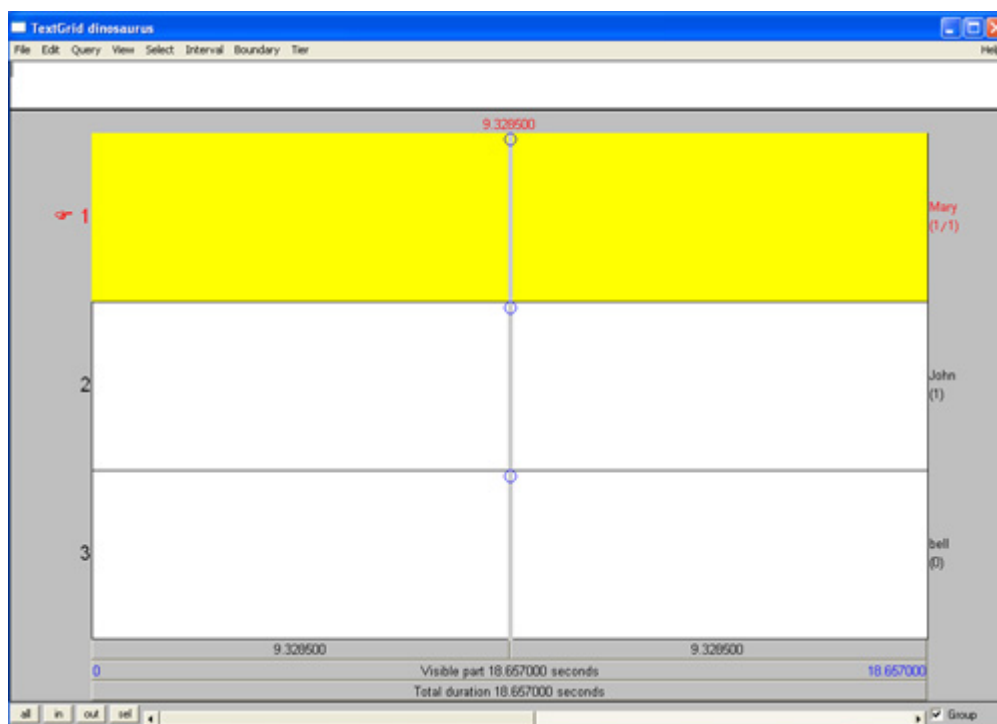 TextGrid dinosaurus
File Edit Query View Select Interval Boundary Tier Help
9.328500
1 Mary
(1/1)
2 John
(1)
3 bell
(0)
9.328500 9.328500
0 Visible part 18.657000 seconds 18.657000
Total duration 18.657000 seconds
all in out sel Group